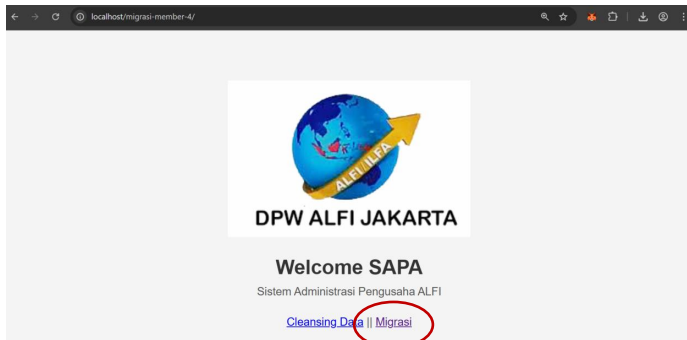 localhost/migrasi-member-4/
ALFI/ILFA
DPW ALFI JAKARTA
Welcome SAPA
Sistem Administrasi Pengusaha ALFI
Cleansing Data || Migrasi